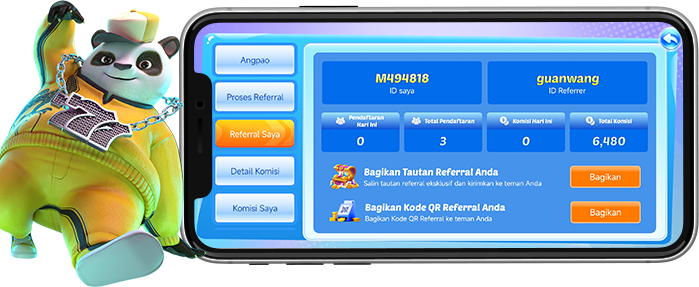 Angpao
Proses Referral
Referral Saya
Detail Komisi
Komisi Saya
M494818
ID saya
guanwang
ID Referrer
Pendaftaran Hari Ini
0
Total Pendaftaran
3
Komisi Hari Ini
0
Total Komisi
6,480
Bagikan Tautan Referral Anda
Salin tautan referral eksklusif dan kirimkan ke teman Anda
Bagikan
Bagikan Kode QR Referral Anda
Bagikan Kode QR Referral ke teman Anda
Bagikan